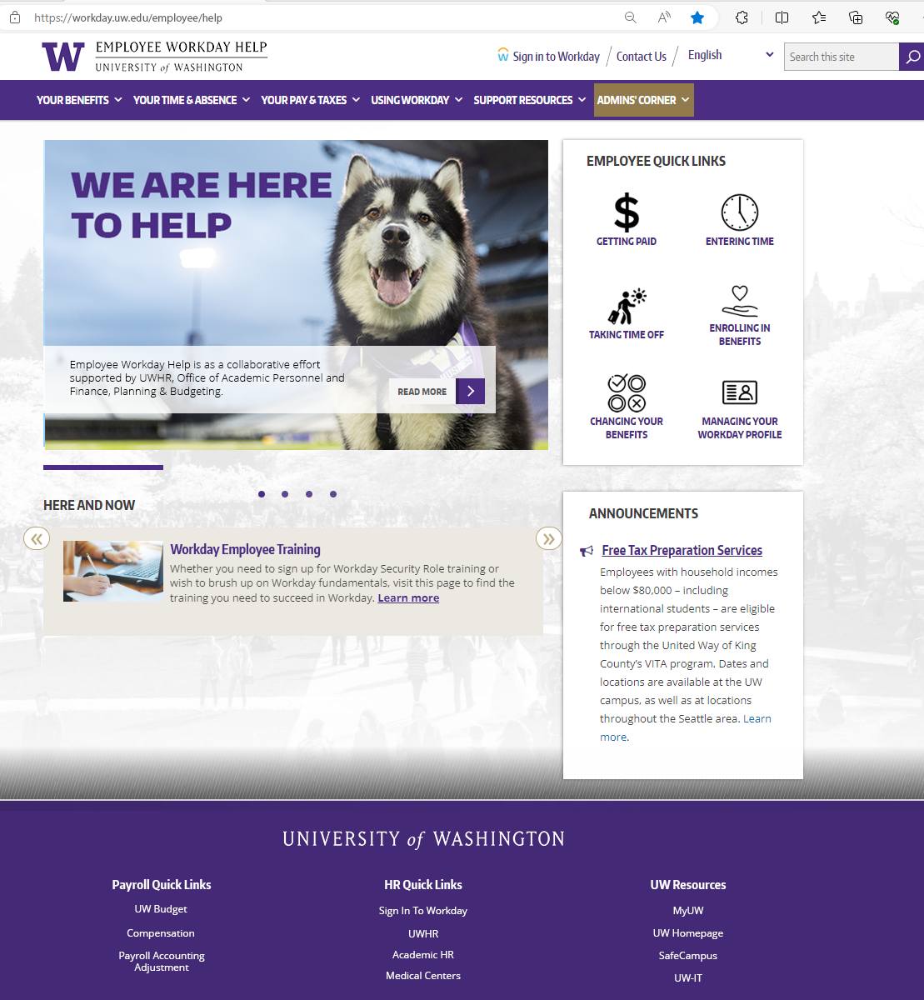 https://workday.uw.edu/employee/help
W EMPLOYEE WORKDAY HELP
UNIVERSITY of WASHINGTON
Sign in to Workday
Contact Us
English
Search this site
YOUR BENEFITS
YOUR TIME & ABSENCE
YOUR PAY & TAXES
USING WORKDAY
SUPPORT RESOURCES
ADMINS' CORNER
WE ARE HERE
TO HELP
Employee Workday Help is as a collaborative effort
supported by UWHR, Office of Academic Personnel and
Finance, Planning & Budgeting.
READ MORE
EMPLOYEE QUICK LINKS
GETTING PAID
ENTERING TIME
TAKING TIME OFF
ENROLLING IN
BENEFITS
CHANGING YOUR
BENEFITS
MANAGING YOUR
WORKDAY PROFILE
HERE AND NOW
Workday Employee Training
Whether you need to sign up for Workday Security Role training or
wish to brush up on Workday fundamentals, visit this page to find the
training you need to succeed in Workday. Learn more
ANNOUNCEMENTS
Free Tax Preparation Services
Employees with household incomes
below $80,000 – including
international students – are eligible
for free tax preparation services
through the United Way of King
County's VITA program. Dates and
locations are available at the UW
campus, as well as at locations
throughout the Seattle area. Learn
more.
UNIVERSITY of WASHINGTON
Payroll Quick Links
UW Budget
Compensation
Payroll Accounting
Adjustment
HR Quick Links
Sign In To Workday
UWHR
Academic HR
Medical Centers
UW Resources
MyUW
UW Homepage
SafeCampus
UW-IT